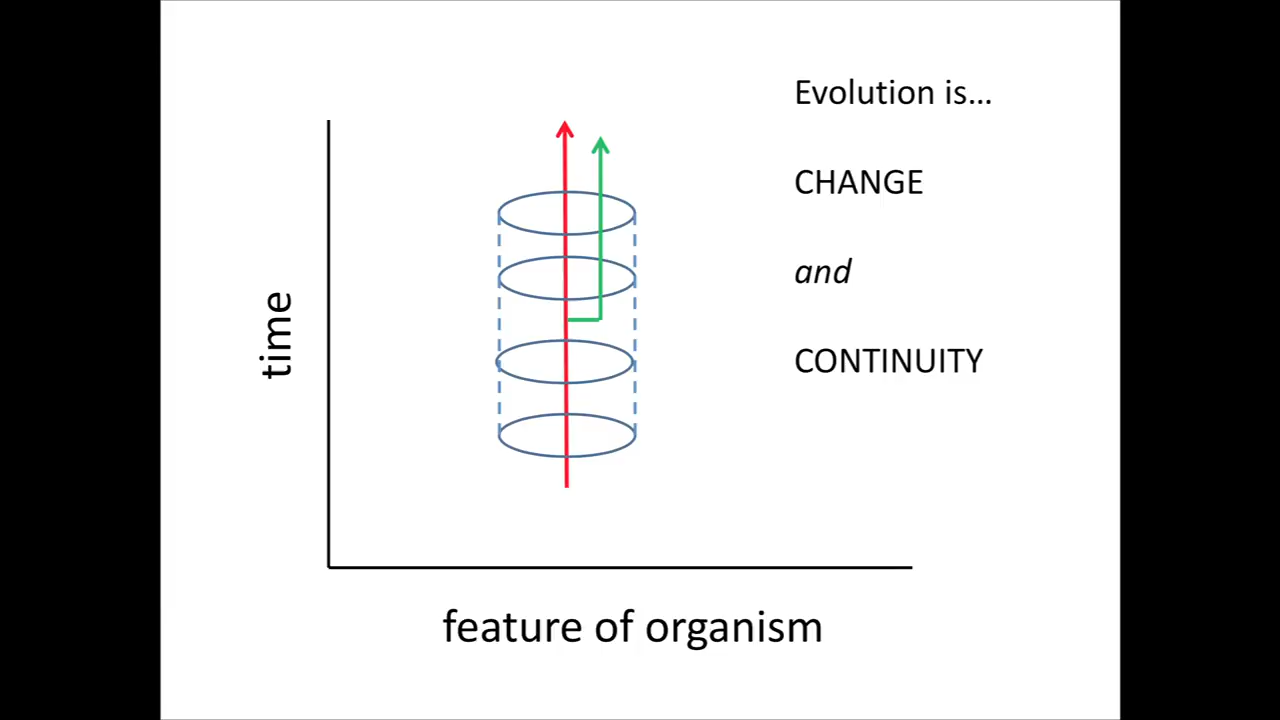 Evolution is...
CHANGE
and
CONTINUITY
time
feature of organism